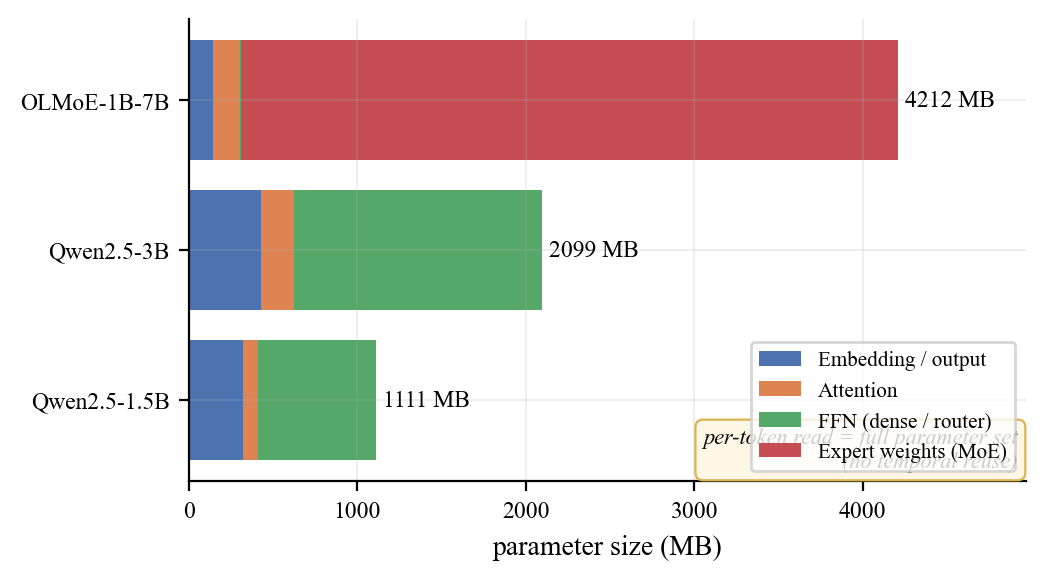 OLMoE-1B-7B
4212 MB
Qwen2.5-3B
2099 MB
Qwen2.5-1.5B
1111 MB
Embedding / output
Attention
FFN (dense / router)
per-token read = full parameter set
Expert weights (MoE)
(no temporal reuse)
0 1000 2000 3000 4000
parameter size (MB)